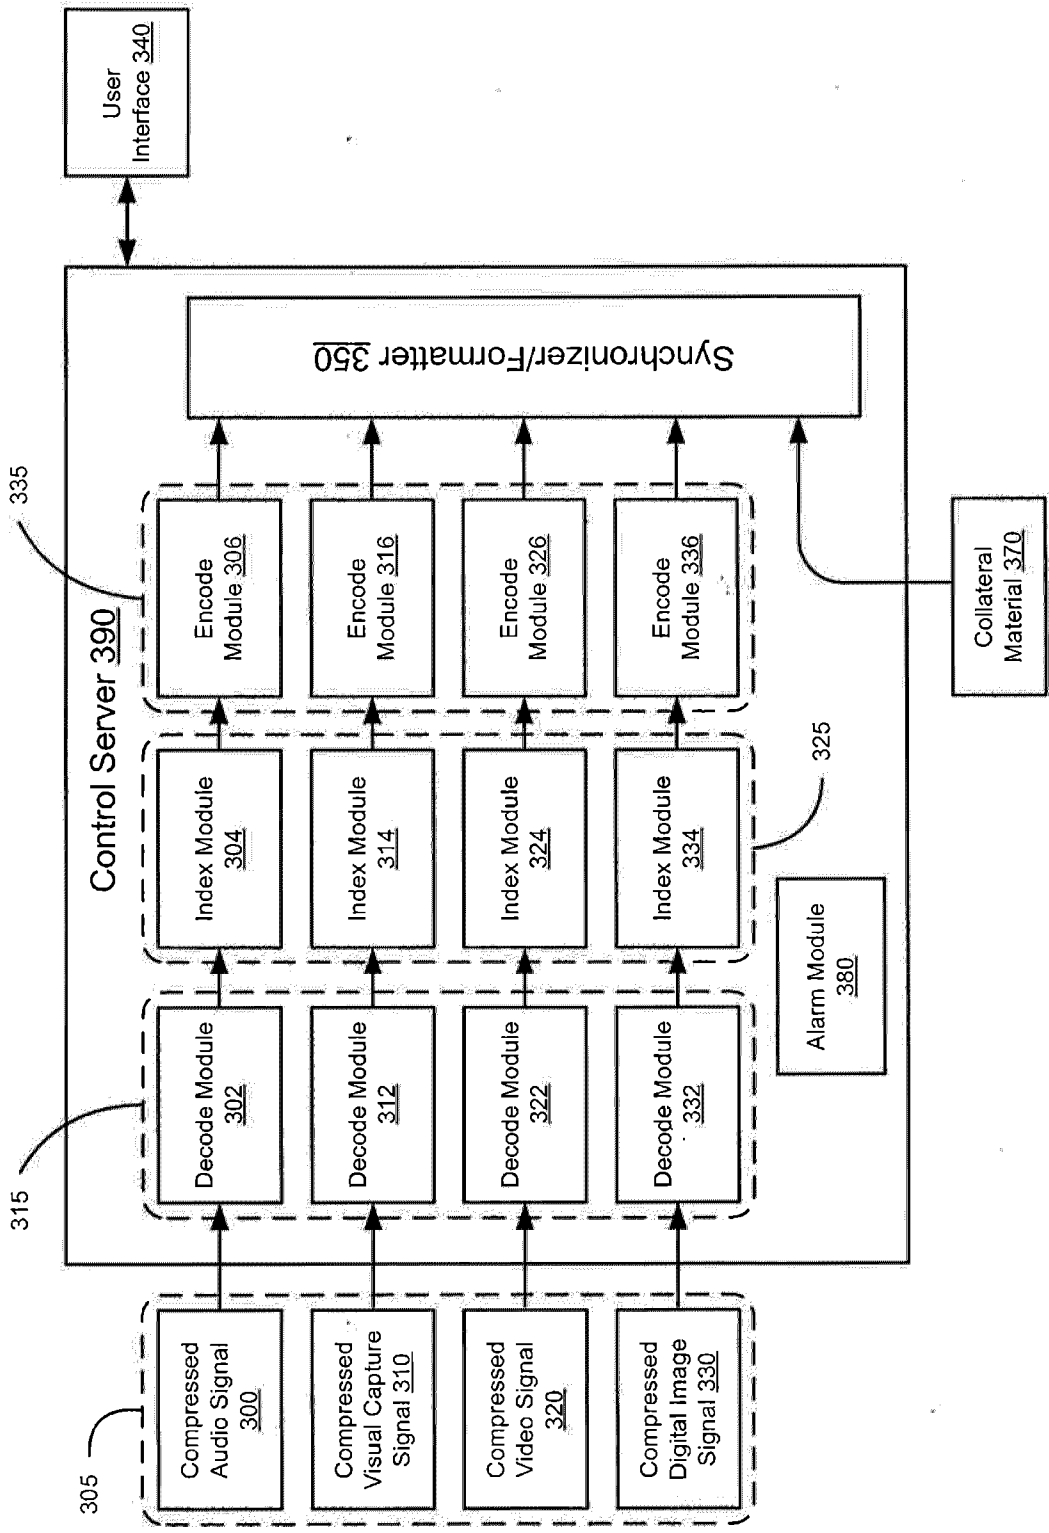 305
Compressed
Audio Signal
300
Compressed
Visual Capture
Signal 310
Compressed
Video Signal
320
Compressed
Digital Image
Signal 330
Control Server 390
315
Decode Module
302
Decode Module
312
Decode Module
322
Decode Module
332
325
Index Module
304
Index Module
314
Index Module
324
Index Module
334
335
Encode
Module 306
Encode
Module 316
Encode
Module 326
Encode
Module 336
Alarm Module
380
Synchronizer/Formatter 350
Collateral
Material 370
User
Interface 340